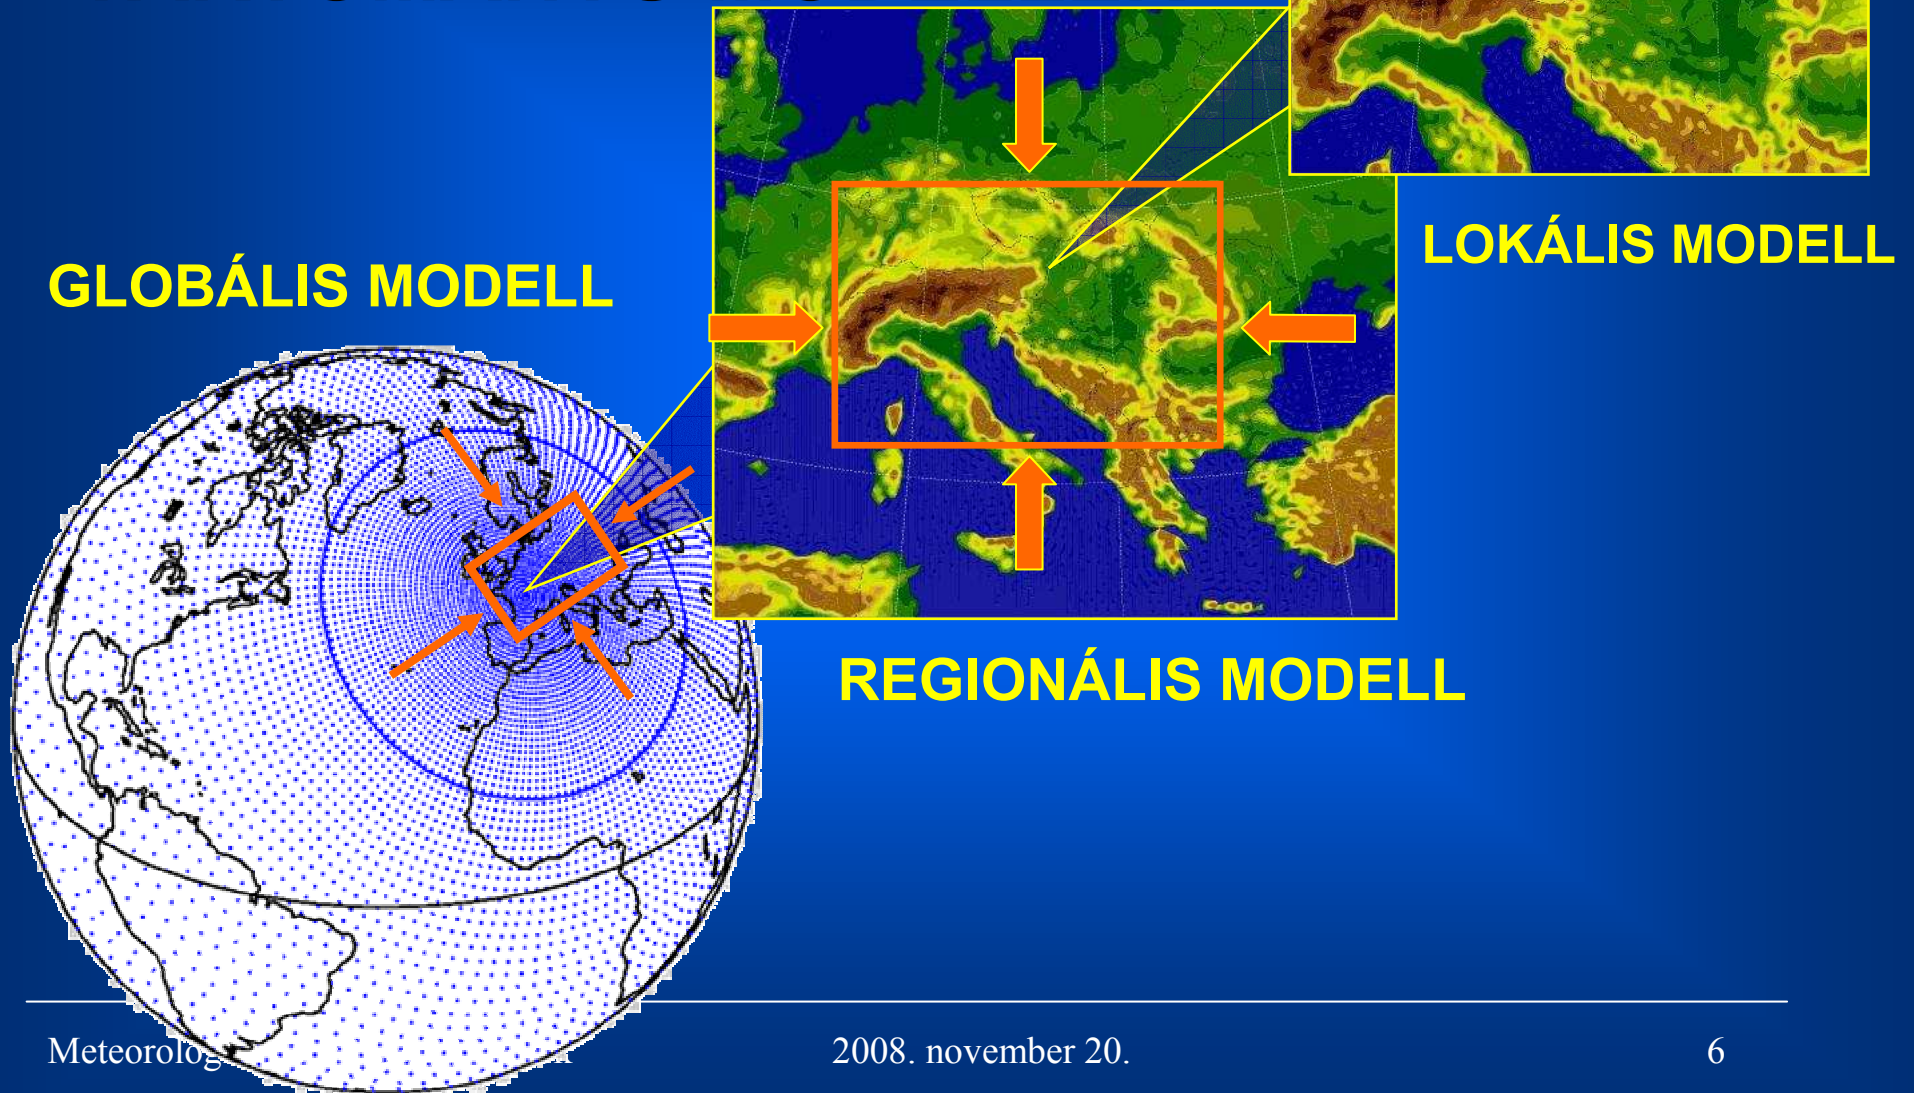 LOKÁLIS MODELL
GLOBÁLIS MODELL
REGIONÁLIS MODELL
2008. november 20.
6